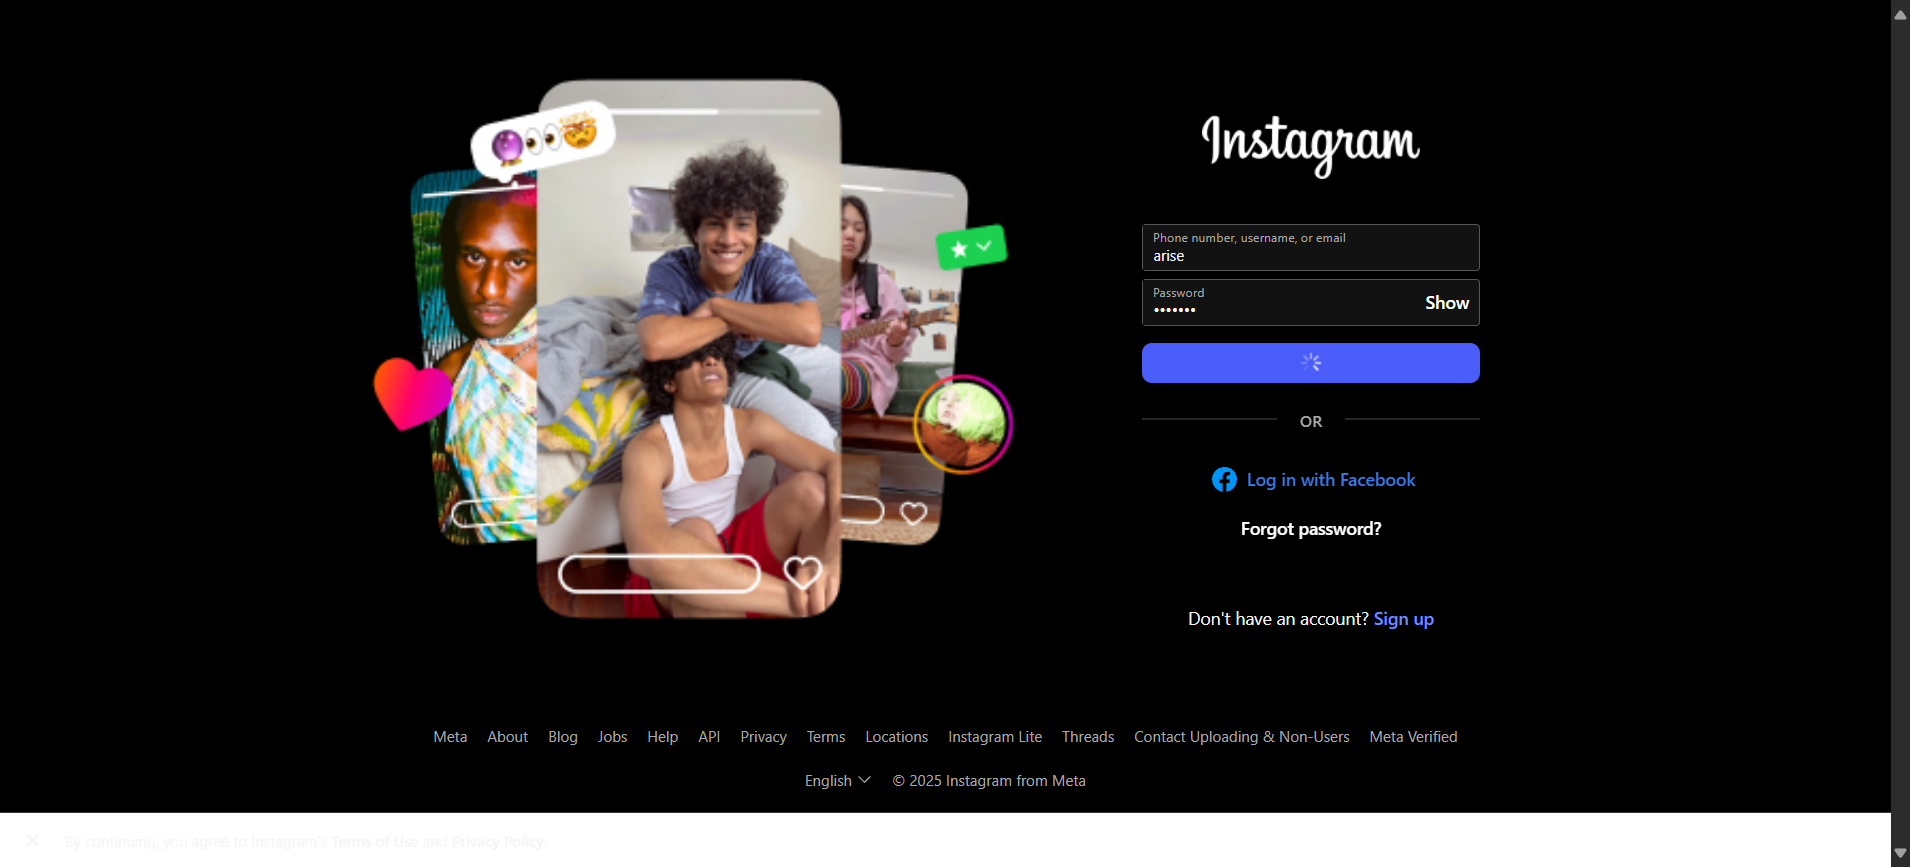 Instagram
Phone number, username, or email
arise
Password
•••••••
Show
OR
Log in with Facebook
Forgot password?
Don't have an account? Sign up
Meta About Blog Jobs Help API Privacy Terms Locations Instagram Lite Threads Contact Uploading & Non-Users Meta Verified
English © 2025 Instagram from Meta
By continuing, you agree to Instagram's Terms of Use and Privacy Policy.